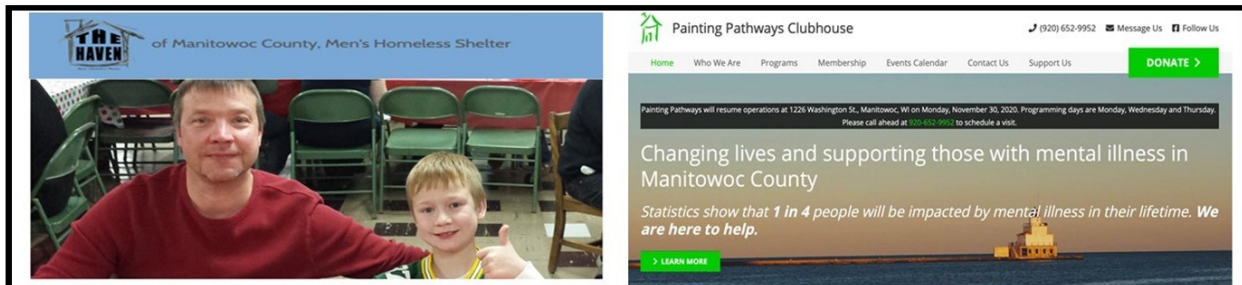 THE
HAVEN
of Manitowoc County, Men's Homeless Shelter
Painting Pathways Clubhouse
(920) 652-9952 Message Us Follow Us
Home Who We Are Programs Membership Events Calendar Contact Us Support Us DONATE >
Painting Pathways will resume operations at 1226 Washington St., Manitowoc, WI on Monday, November 30, 2020. Programming days are Monday, Wednesday and Thursday.
Please call ahead at 920-652-9952 to schedule a visit.
Changing lives and supporting those with mental illness in
Manitowoc County
Statistics show that 1 in 4 people will be impacted by mental illness in their lifetime. We
are here to help.
> LEARN MORE